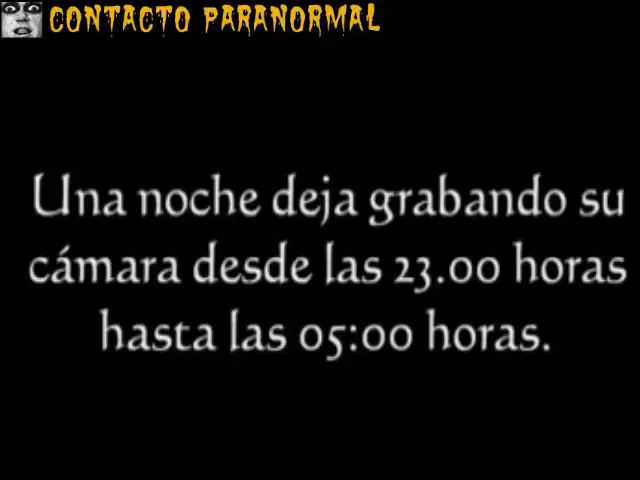 CONTACTO PARANORMAL
Una noche deja grabando su
cámara desde las 23.00 horas
hasta las 05:00 horas.